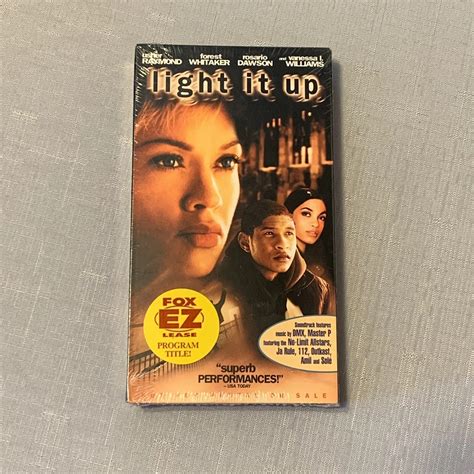 usher RAYMOND forest WHITAKER rosario DAWSON and vanessa l. WILLIAMS
light it up
FOX
EZ
LEASE
PROGRAM
TITLE!
Soundtrack features
music by DMX, Master P
featuring the No-Limit Allstars,
Ja Rule, 112, Outkast,
Amil and Solé
"superb
PERFORMANCES!"
– USA TODAY
SALE